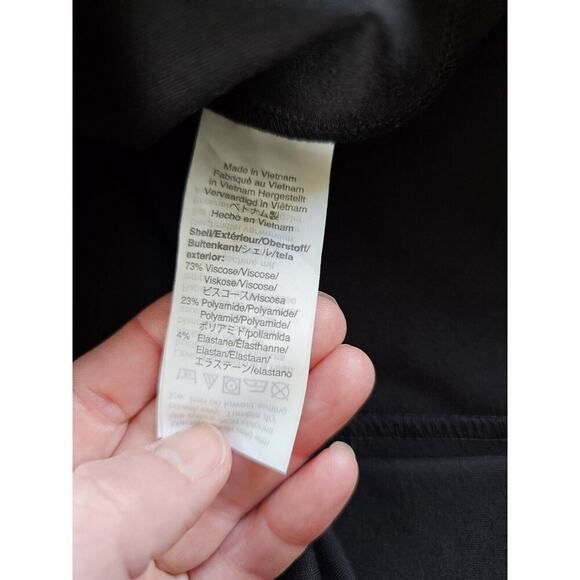 Made in Vietnam
Fabriqué au Vietnam
in Vietnam Hergestellt
Vervaardigd in Viëtnam
ベトナム製
Hecho en Vietnam
Shell/Extérieur/Oberstoff/
Buitenkant/シェル/tela
exterior:
73% Viscose/Viscose/
Viskose/Viscose/
ビスコース/viscosa
23% Polyamide/Polyamide/
Polyamid/Polyamide/
ポリアミド/poliamida
4% Elastane/Élasthanne/
Elastan/Elastaan/
エラステーン/elastano